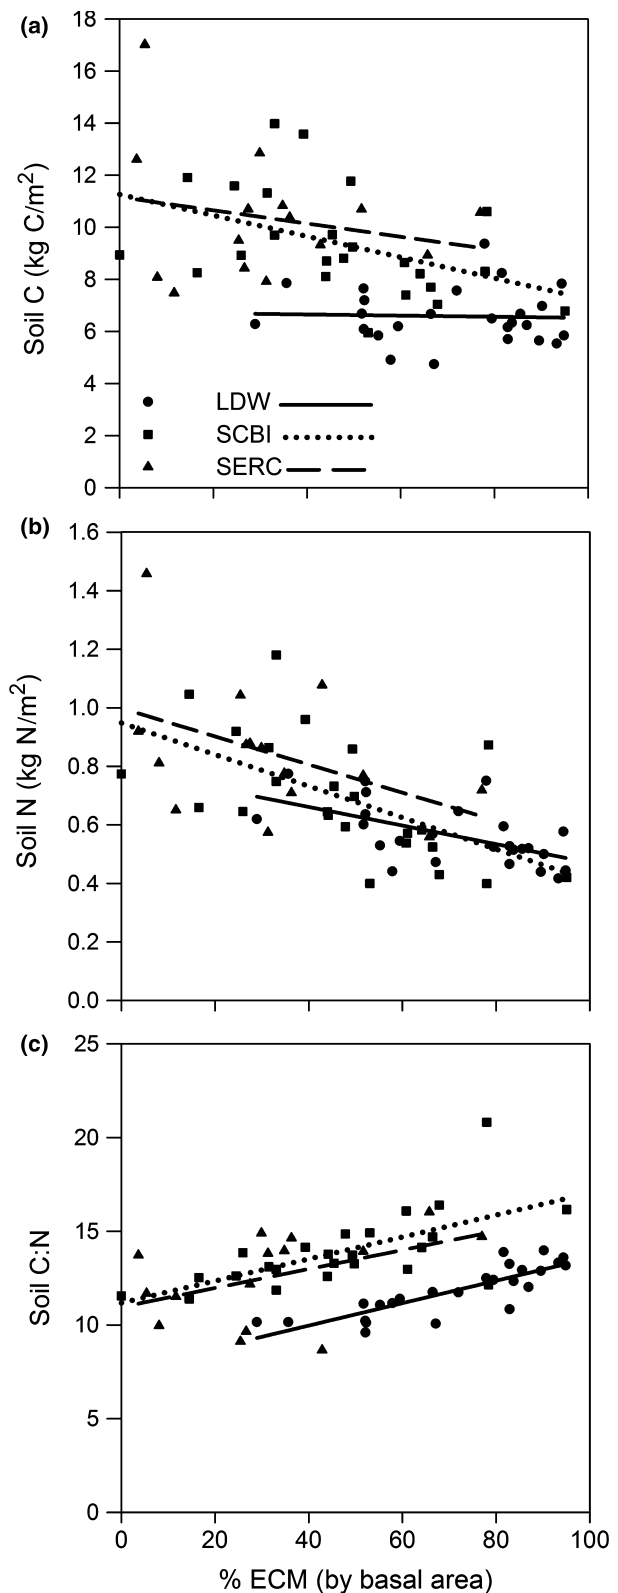 (a)
18
16
14
12
10
8
6
4
2
0
Soil C (kg C/m²)
LDW
SCBI
SERC
(b)
1.6
1.4
1.2
1.0
0.8
0.6
0.4
0.2
0.0
Soil N (kg N/m²)
(c)
25
20
15
10
5
0
Soil C:N
0 20 40 60 80 100
% ECM (by basal area)